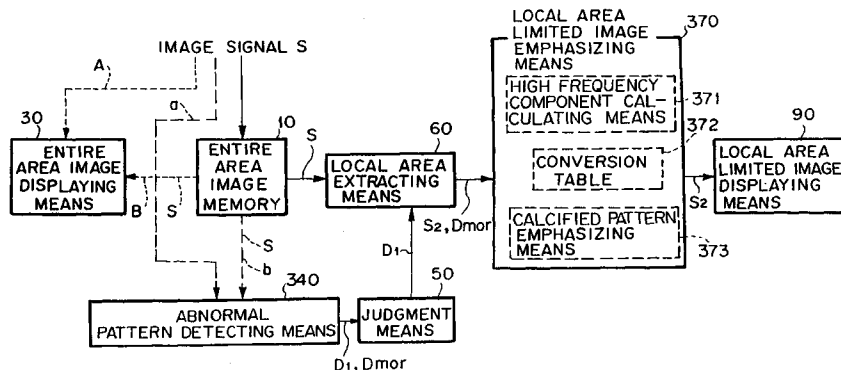 IMAGE SIGNAL S
A
a
30
ENTIRE
AREA IMAGE
DISPLAYING
MEANS
B
S
10
ENTIRE
AREA
IMAGE
MEMORY
S
60
LOCAL AREA
EXTRACTING
MEANS
S2, Dmor
LOCAL AREA
LIMITED IMAGE
EMPHASIZING
MEANS
370
HIGH FREQUENCY
COMPONENT CAL-
CULATING MEANS
371
372
CONVERSION
TABLE
CALCIFIED PATTERN
EMPHASIZING
MEANS
373
S2
90
LOCAL AREA
LIMITED IMAGE
DISPLAYING
MEANS
S
b
340
ABNORMAL
PATTERN DETECTING MEANS
D1, Dmor
50
JUDGMENT
MEANS
D1